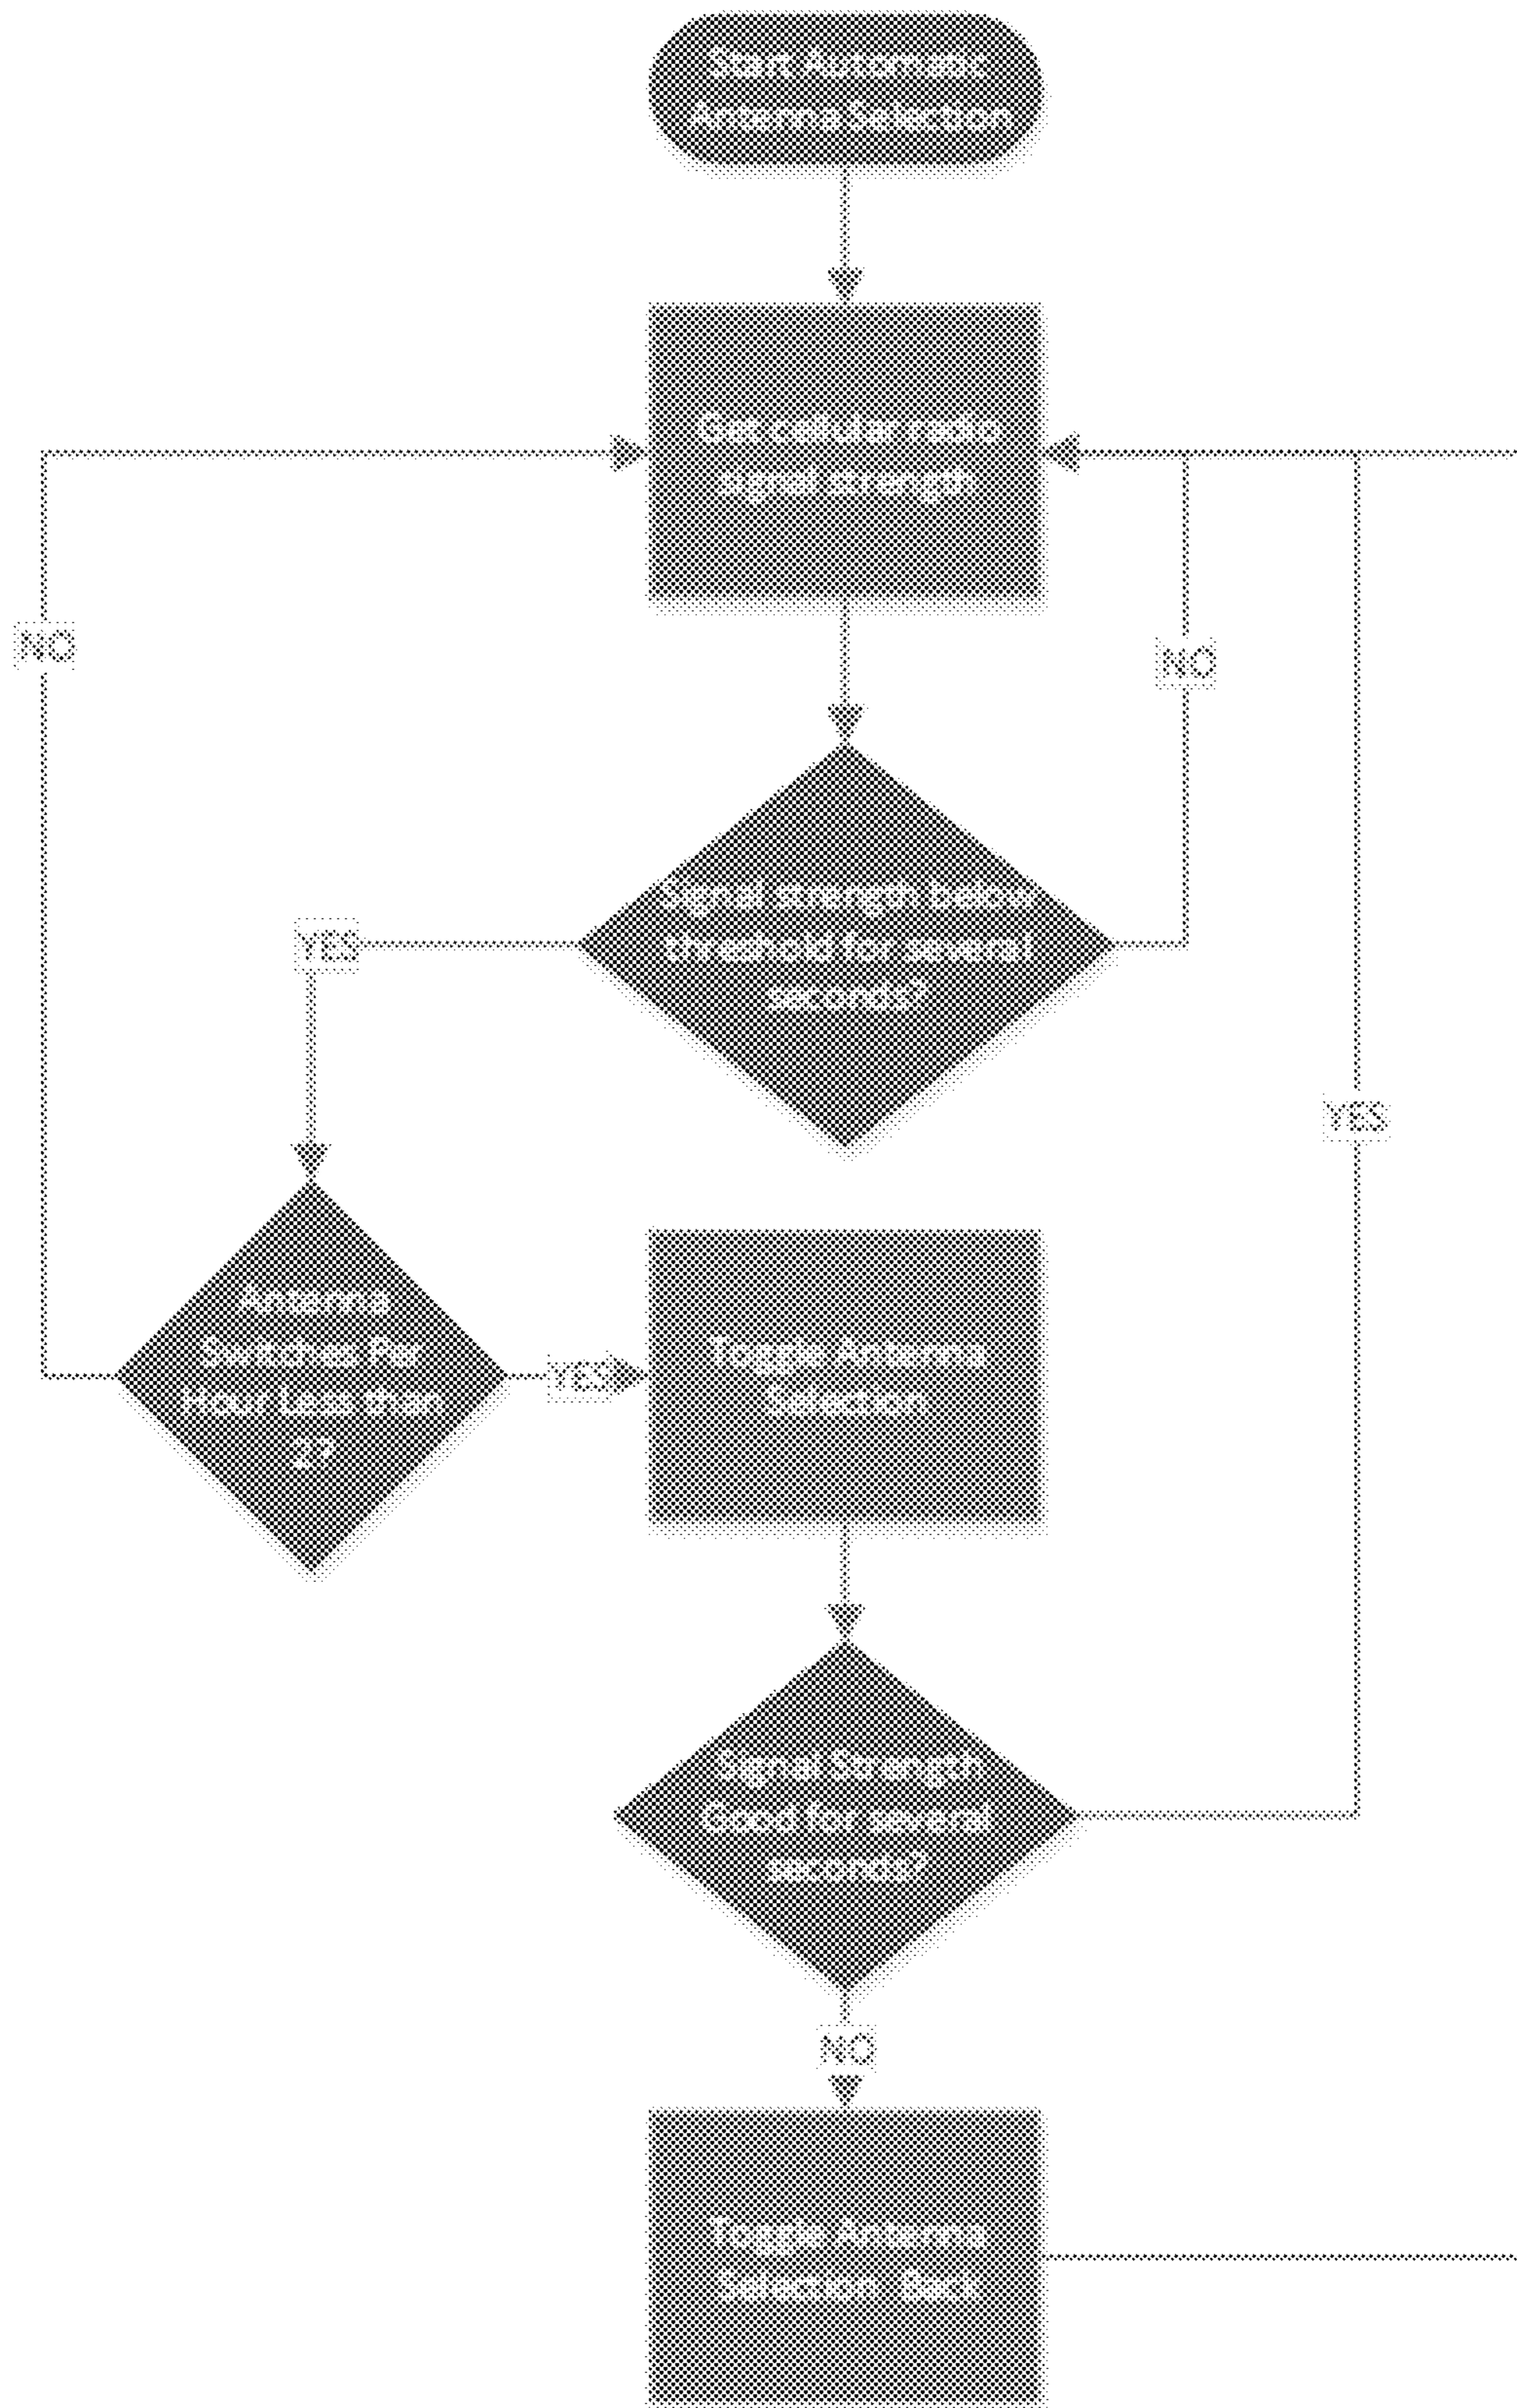 Start Automatic
Antenna Selection
Get cellular radio
signal strength
NO
NO
Signal strength below
threshold for several
seconds?
YES
YES
Antenna
Switches Per
Hour Less than
2?
YES
Toggle Antenna
Selection
Signal Strength
Good for several
seconds?
NO
Toggle Antenna
Selection Back